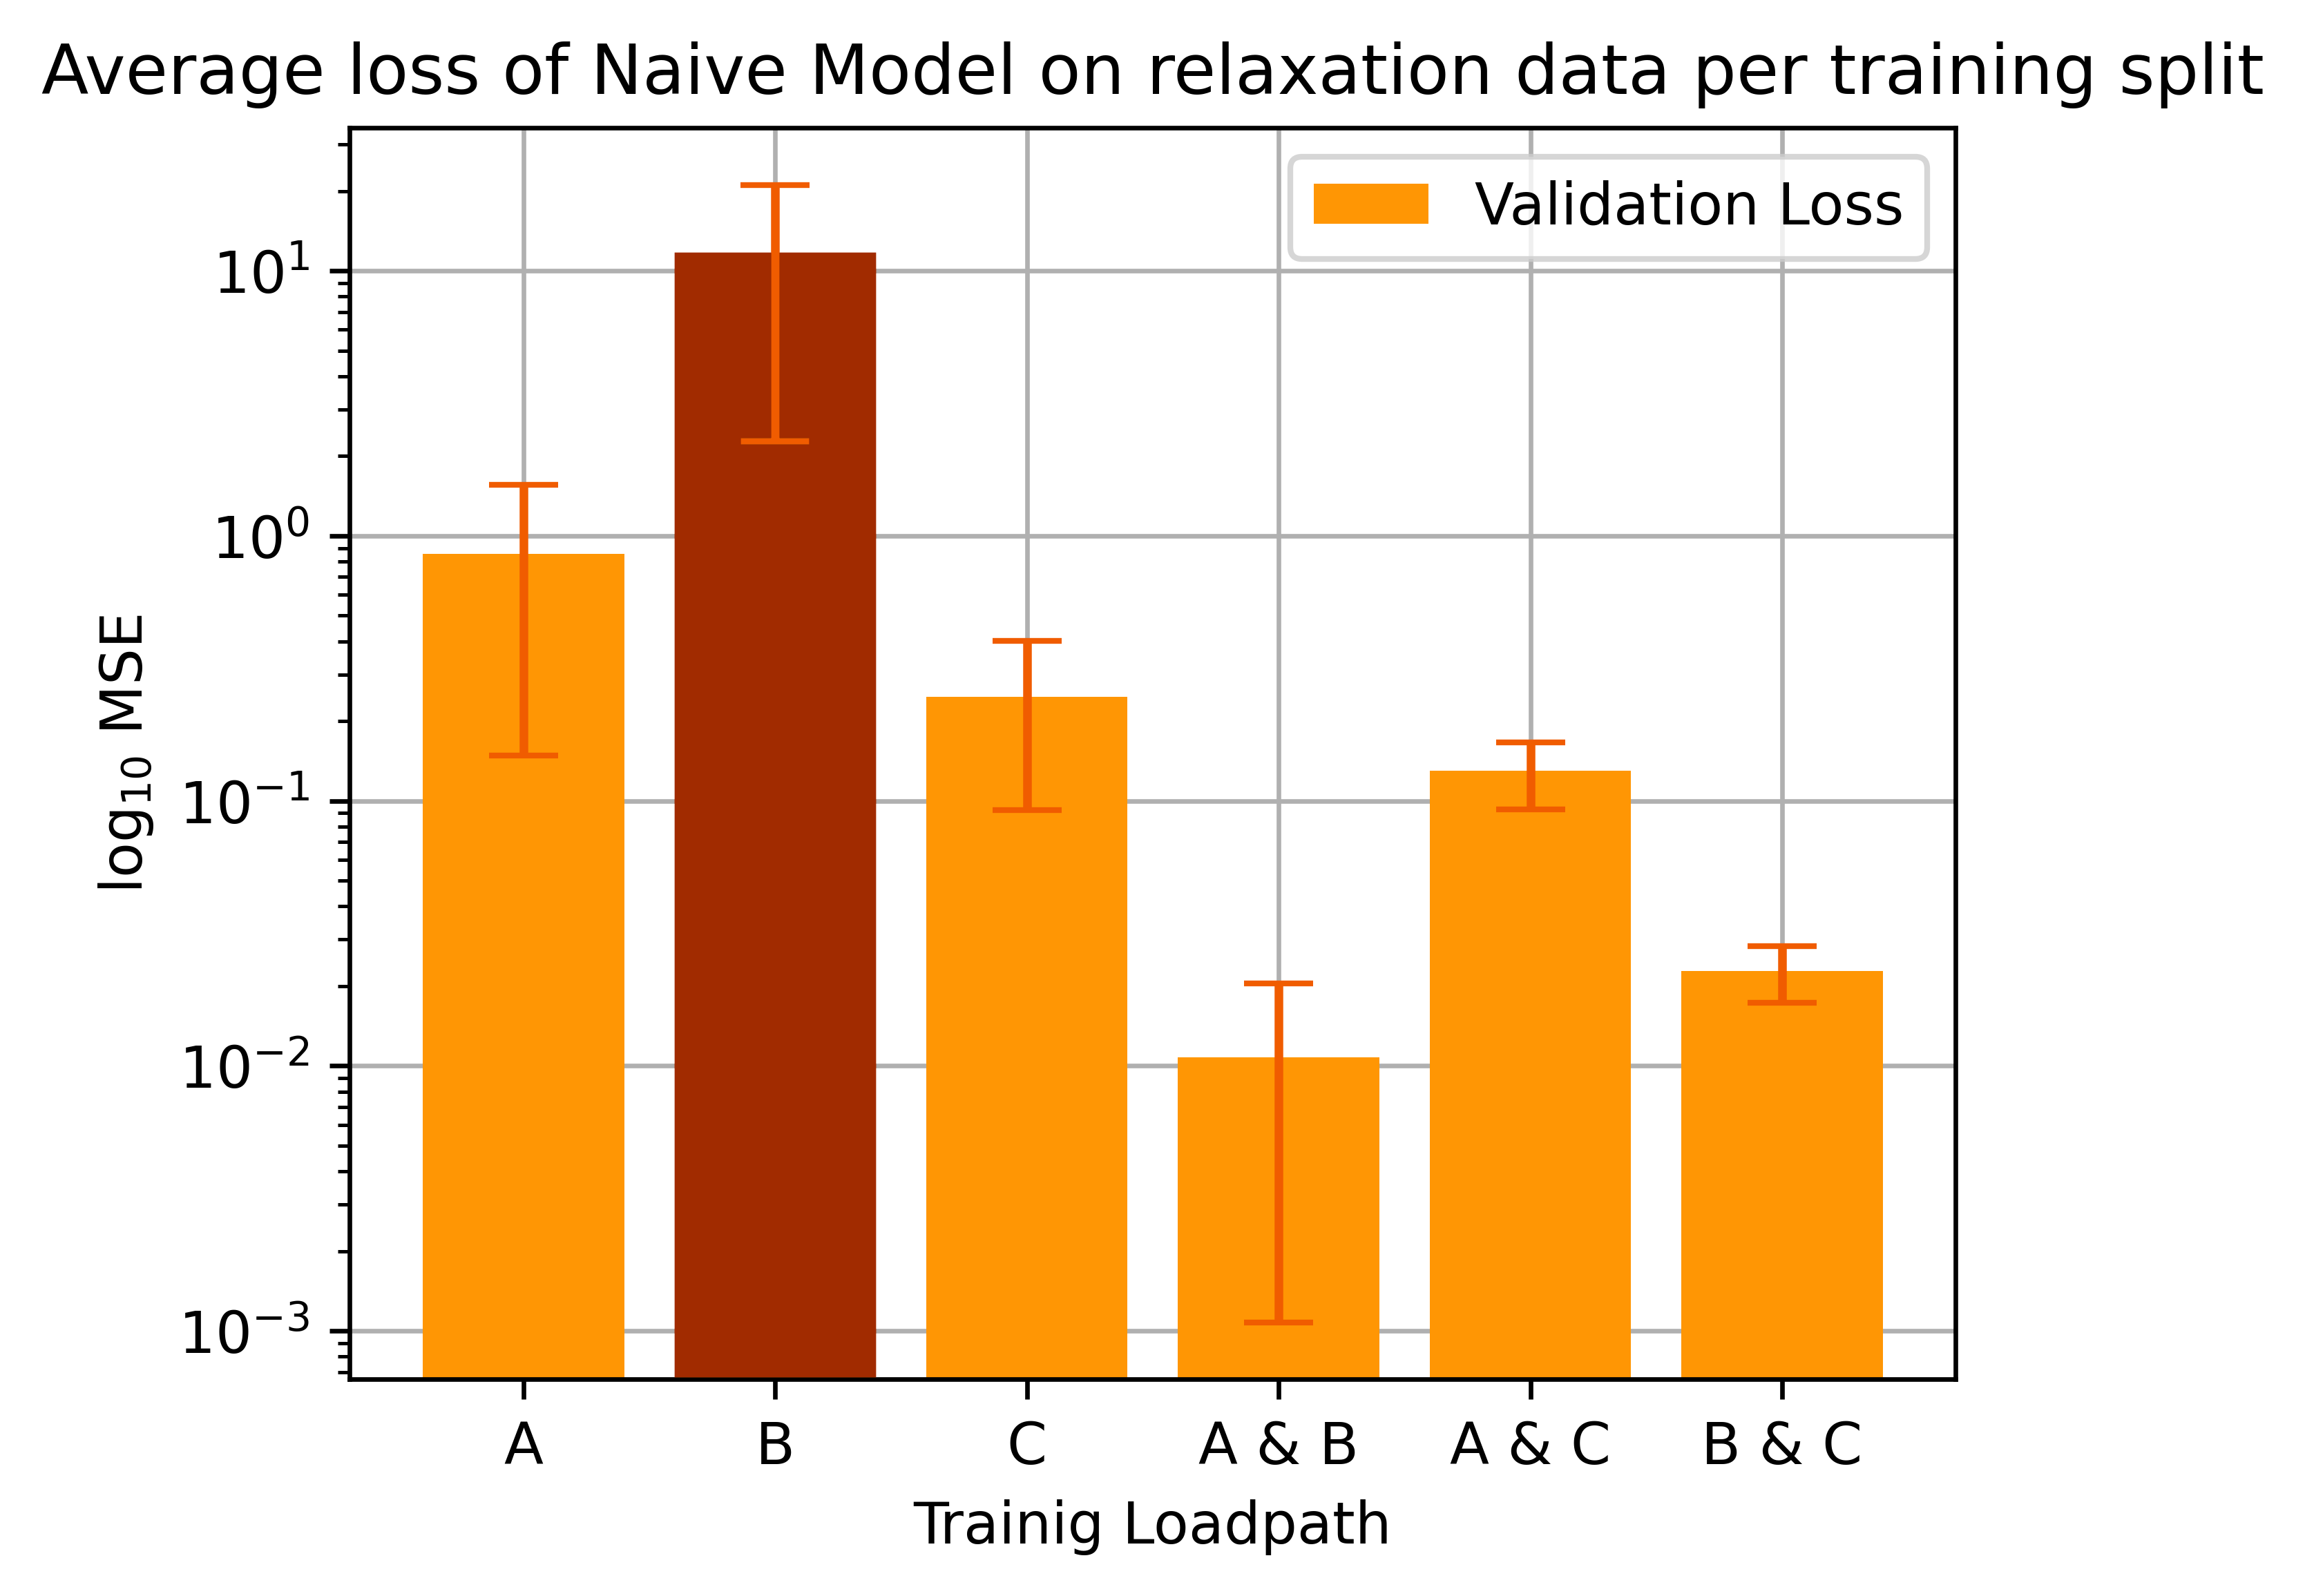 Average loss of Naive Model on relaxation data per training split
Validation Loss
10¹
10⁰
10⁻¹
10⁻²
10⁻³
log₁₀ MSE
A B C A & B A & C B & C
Trainig Loadpath